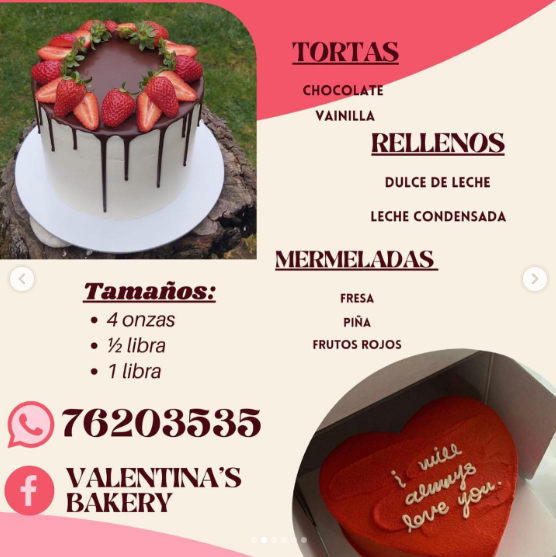 TORTAS
CHOCOLATE
VAINILLA
RELLENOS
DULCE DE LECHE
LECHE CONDENSADA
MERMELADAS
FRESA
PIÑA
FRUTOS ROJOS
Tamaños:
• 4 onzas
• ½ libra
• 1 libra
76203535
VALENTINA'S
BAKERY
i will
always
love you.